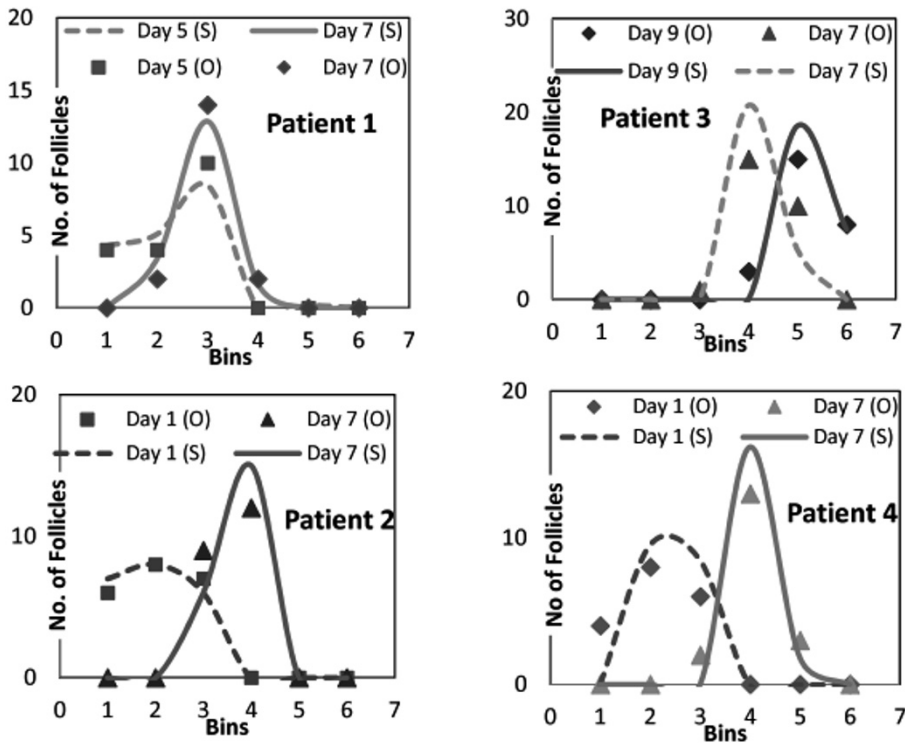 20
15
10
5
0
No. of Follicles
Day 5 (S)
Day 7 (S)
Day 5 (O)
Day 7 (O)
Patient 1
0 1 2 3 4 5 6 7
Bins
30
20
10
0
No. of Follicles
Day 9 (O)
Day 7 (O)
Day 9 (S)
Day 7 (S)
Patient 3
0 1 2 3 4 5 6 7
Bins
20
10
0
No. of Follicles
Day 1 (O)
Day 7 (O)
Day 1 (S)
Day 7 (S)
Patient 2
0 1 2 3 4 5 6 7
Bins
20
10
0
No of Follicles
Day 1 (O)
Day 7 (O)
Day 1 (S)
Day 7 (S)
Patient 4
0 1 2 3 4 5 6 7
Bins